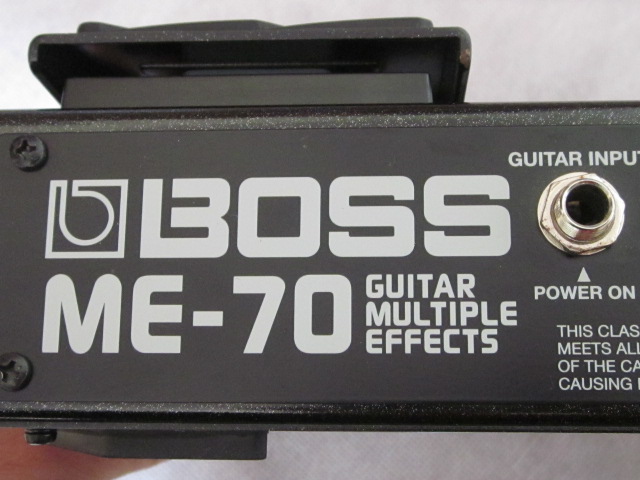 GUITAR INPUT
BOSS
ME-70 GUITAR MULTIPLE EFFECTS
POWER ON
THIS CLAS
MEETS ALL
OF THE CA
CAUSING